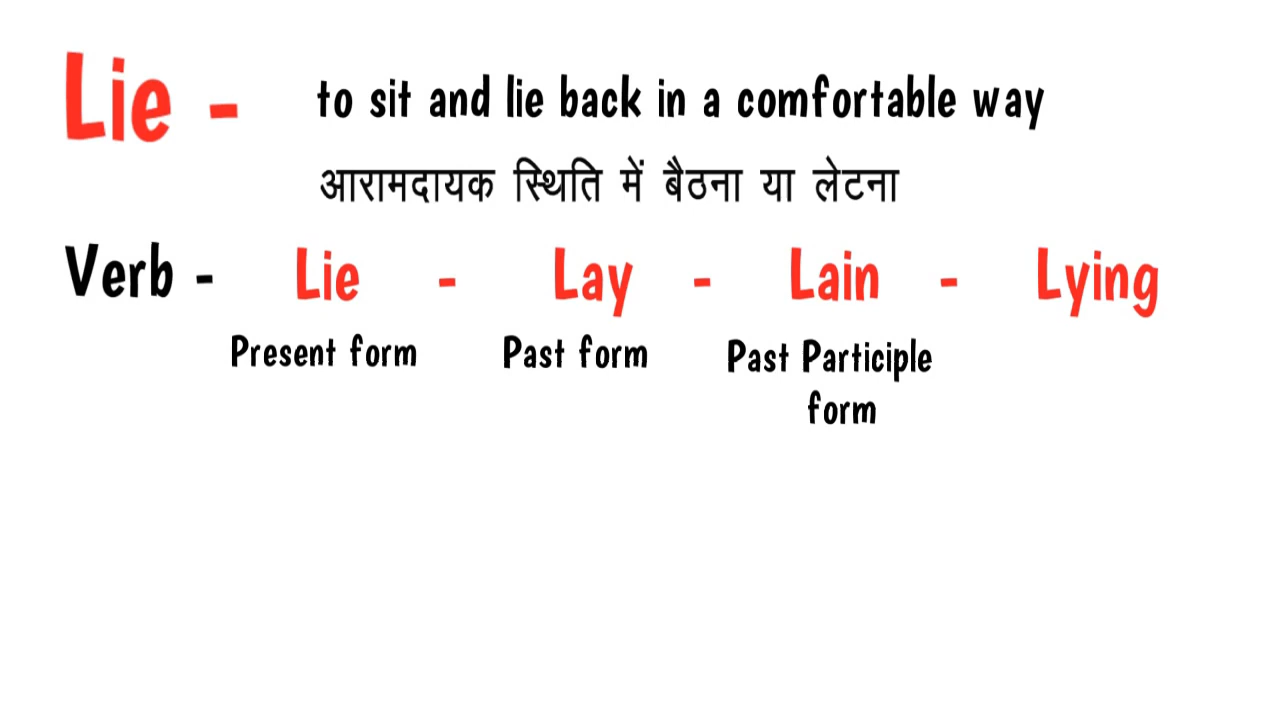 Lie - to sit and lie back in a comfortable way
आरामदायक स्थिति में बैठना या लेटना
Verb - Lie - Lay - Lain - Lying
Present form Past form Past Participle
form